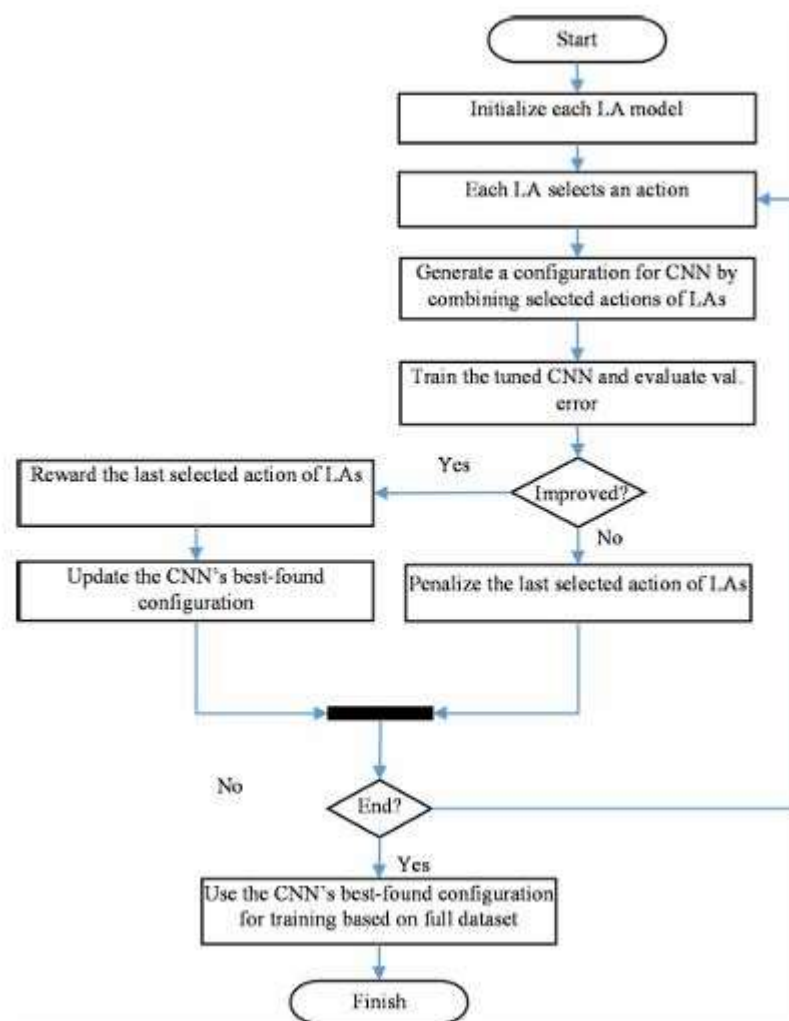 Start
Initialize each LA model
Each LA selects an action
Generate a configuration for CNN by
combining selected actions of LAs
Train the tuned CNN and evaluate val.
error
Improved?
Yes
Reward the last selected action of LAs
Update the CNN's best-found
configuration
No
Penalize the last selected action of LAs
End?
No
Yes
Use the CNN's best-found configuration
for training based on full dataset
Finish